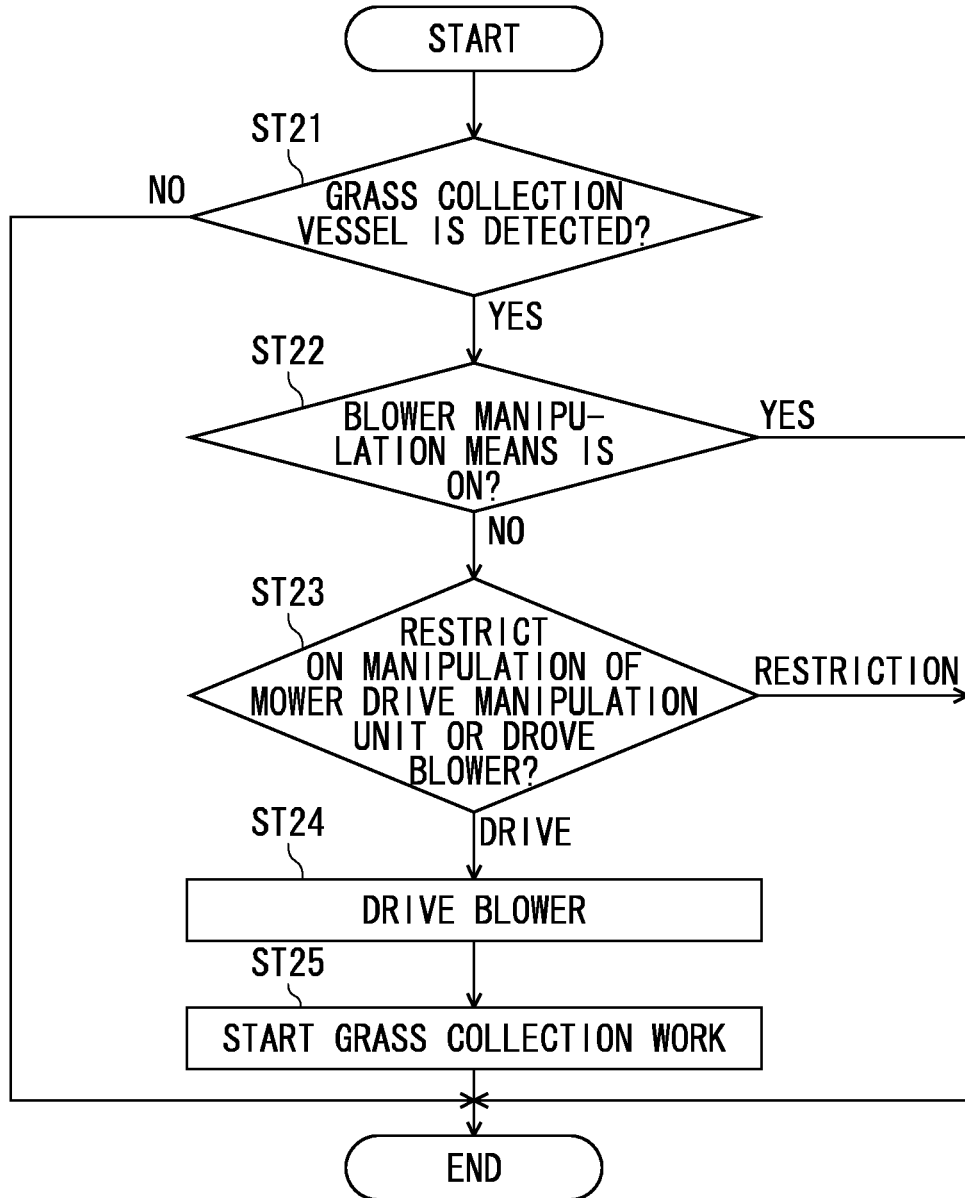 START
ST21
NO
GRASS COLLECTION
VESSEL IS DETECTED?
YES
ST22
BLOWER MANIPU-
LATION MEANS IS
ON?
YES
NO
ST23
RESTRICT
ON MANIPULATION OF
MOWER DRIVE MANIPULATION
UNIT OR DROVE
BLOWER?
RESTRICTION
DRIVE
ST24
DRIVE BLOWER
ST25
START GRASS COLLECTION WORK
END